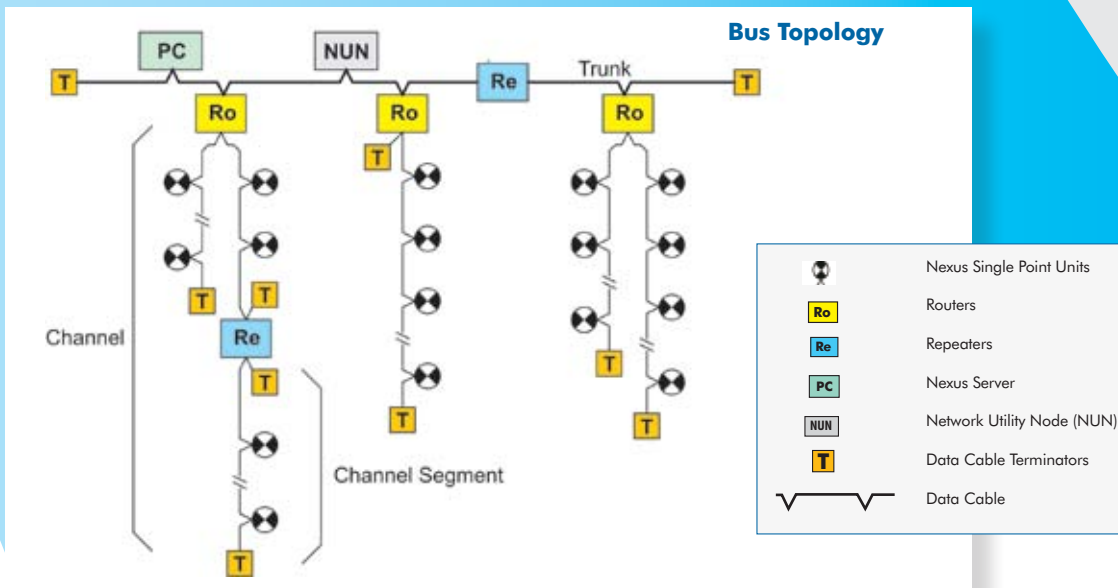 Bus Topology
PC
NUN
T
Re
Trunk
T
Ro
Ro
Ro
T
T
T
Channel
Re
T
T
T
T
T
Channel Segment
T
Nexus Single Point Units
Ro Routers
Re Repeaters
PC Nexus Server
NUN Network Utility Node (NUN)
T Data Cable Terminators
Data Cable